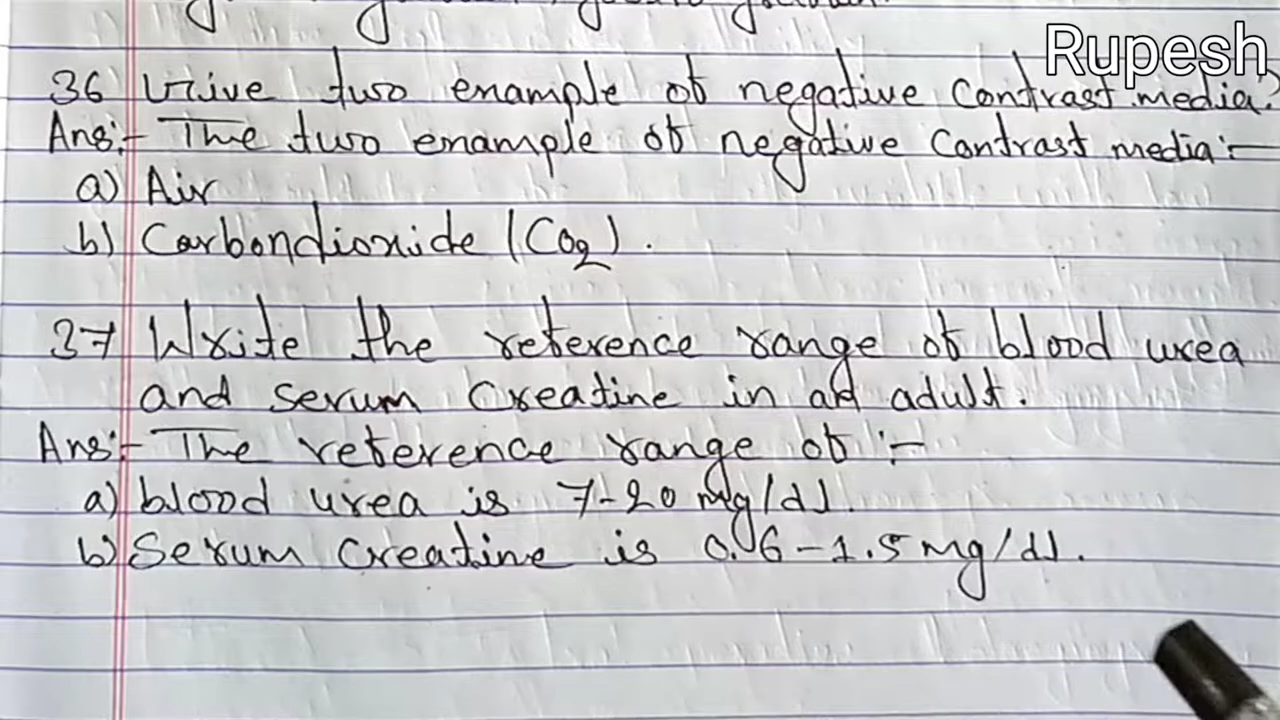 Rupesh
36 Give two example of negative Contrast media?
Ans:- The two example of negative Contrast media:-
a) Air
b) Carbondioxide (CO2).
37 Write the reference range of blood urea
and serum Creatine in an adult.
Ans:- The reference range of :-
a) blood urea is 7-20 mg/dl.
b) Serum creatine is 0.6-1.5 mg/dl.